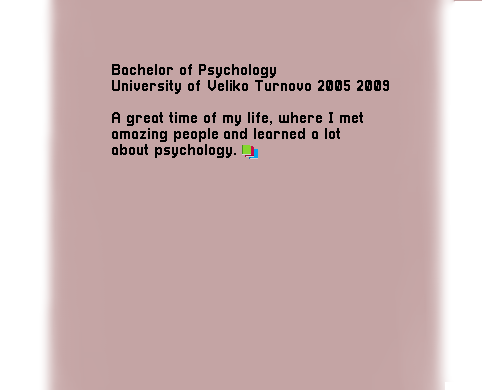 Bachelor of Psychology
University of Veliko Turnovo 2005 2009
A great time of my life, where I met
amazing people and learned a lot
about psychology.